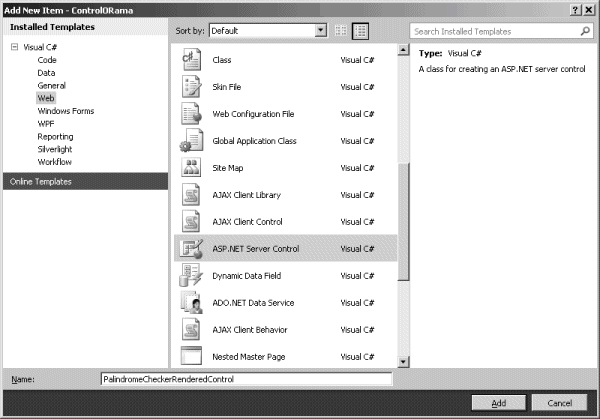 Add New Item - ControlORama
Installed Templates
Sort by: Default
Search Installed Templates
Visual C#
Code
Data
General
Web
Windows Forms
WPF
Reporting
Silverlight
Workflow
Online Templates
Class Visual C#
Skin File Visual C#
Web Configuration File Visual C#
Global Application Class Visual C#
Site Map Visual C#
AJAX Client Library Visual C#
AJAX Client Control Visual C#
ASP.NET Server Control Visual C#
Dynamic Data Field Visual C#
ADO.NET Data Service Visual C#
AJAX Client Behavior Visual C#
Nested Master Page Visual C#
Type: Visual C#
A class for creating an ASP.NET server control
Name: PalindromeCheckerRenderedControl
Add Cancel